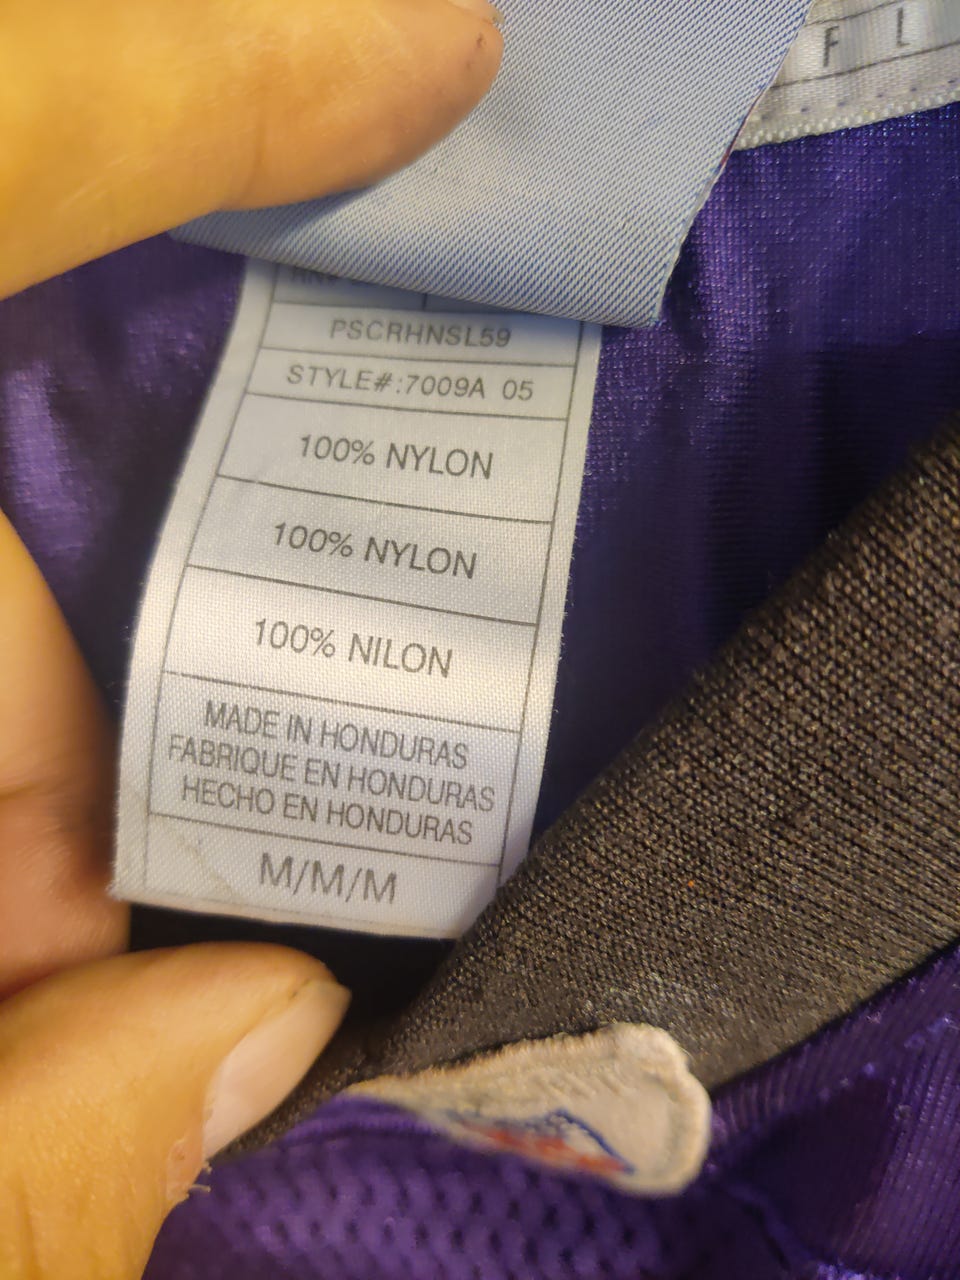 F L
PSCRHNSL59
STYLE#:7009A 05
100% NYLON
100% NYLON
100% NILON
MADE IN HONDURAS
FABRIQUE EN HONDURAS
HECHO EN HONDURAS
M/M/M